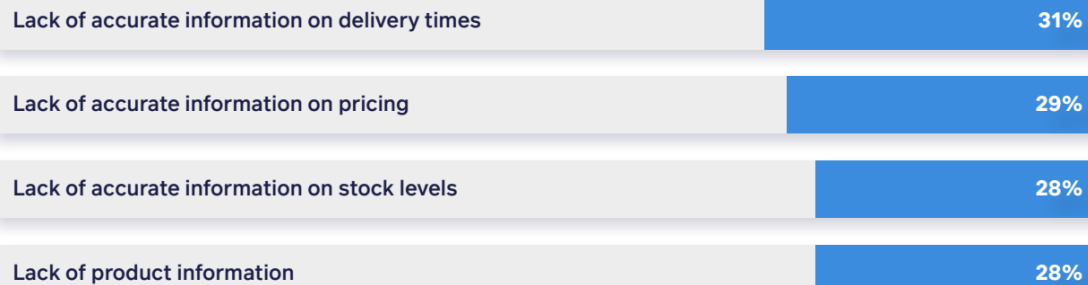 Lack of accurate information on delivery times 31%
Lack of accurate information on pricing 29%
Lack of accurate information on stock levels 28%
Lack of product information 28%